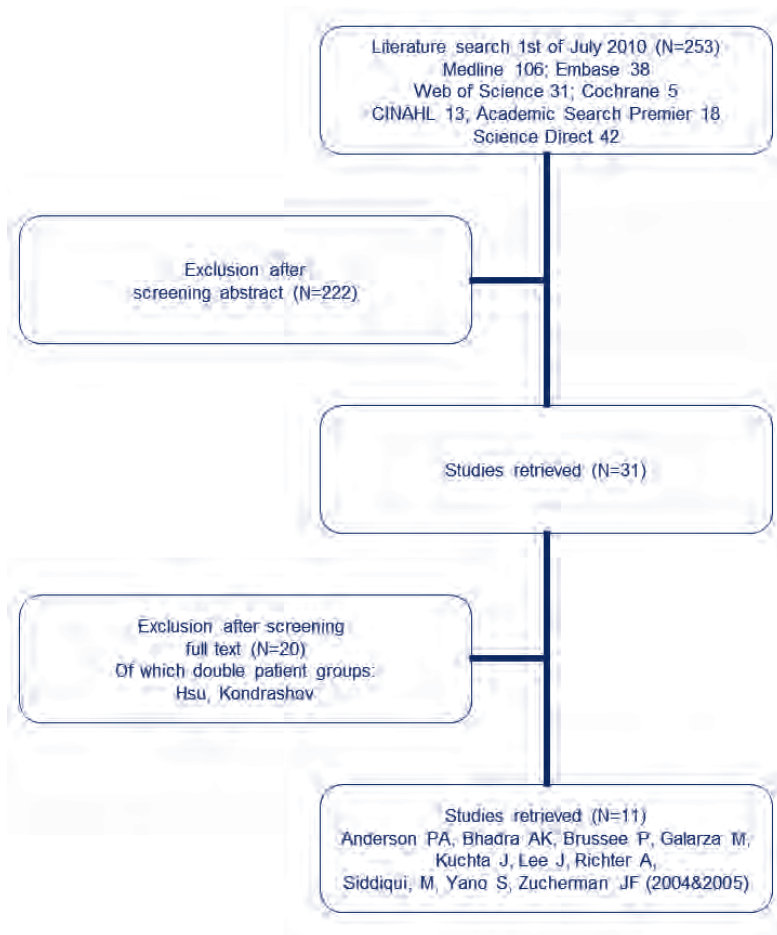 Literature search 1st of July 2010 (N=253)
Medline 106; Embase 38
Web of Science 31; Cochrane 5
CINAHL 13; Academic Search Premier 18
Science Direct 42
Exclusion after
screening abstract (N=222)
Studies retrieved (N=31)
Exclusion after screening
full text (N=20)
Of which double patient groups:
Hsu, Kondrashov
Studies retrieved (N=11)
Anderson PA, Bhadra AK, Brussee P, Galarza M,
Kuchta J, Lee J, Richter A,
Siddiqui, M, Yano S, Zucherman JF (2004&2005)